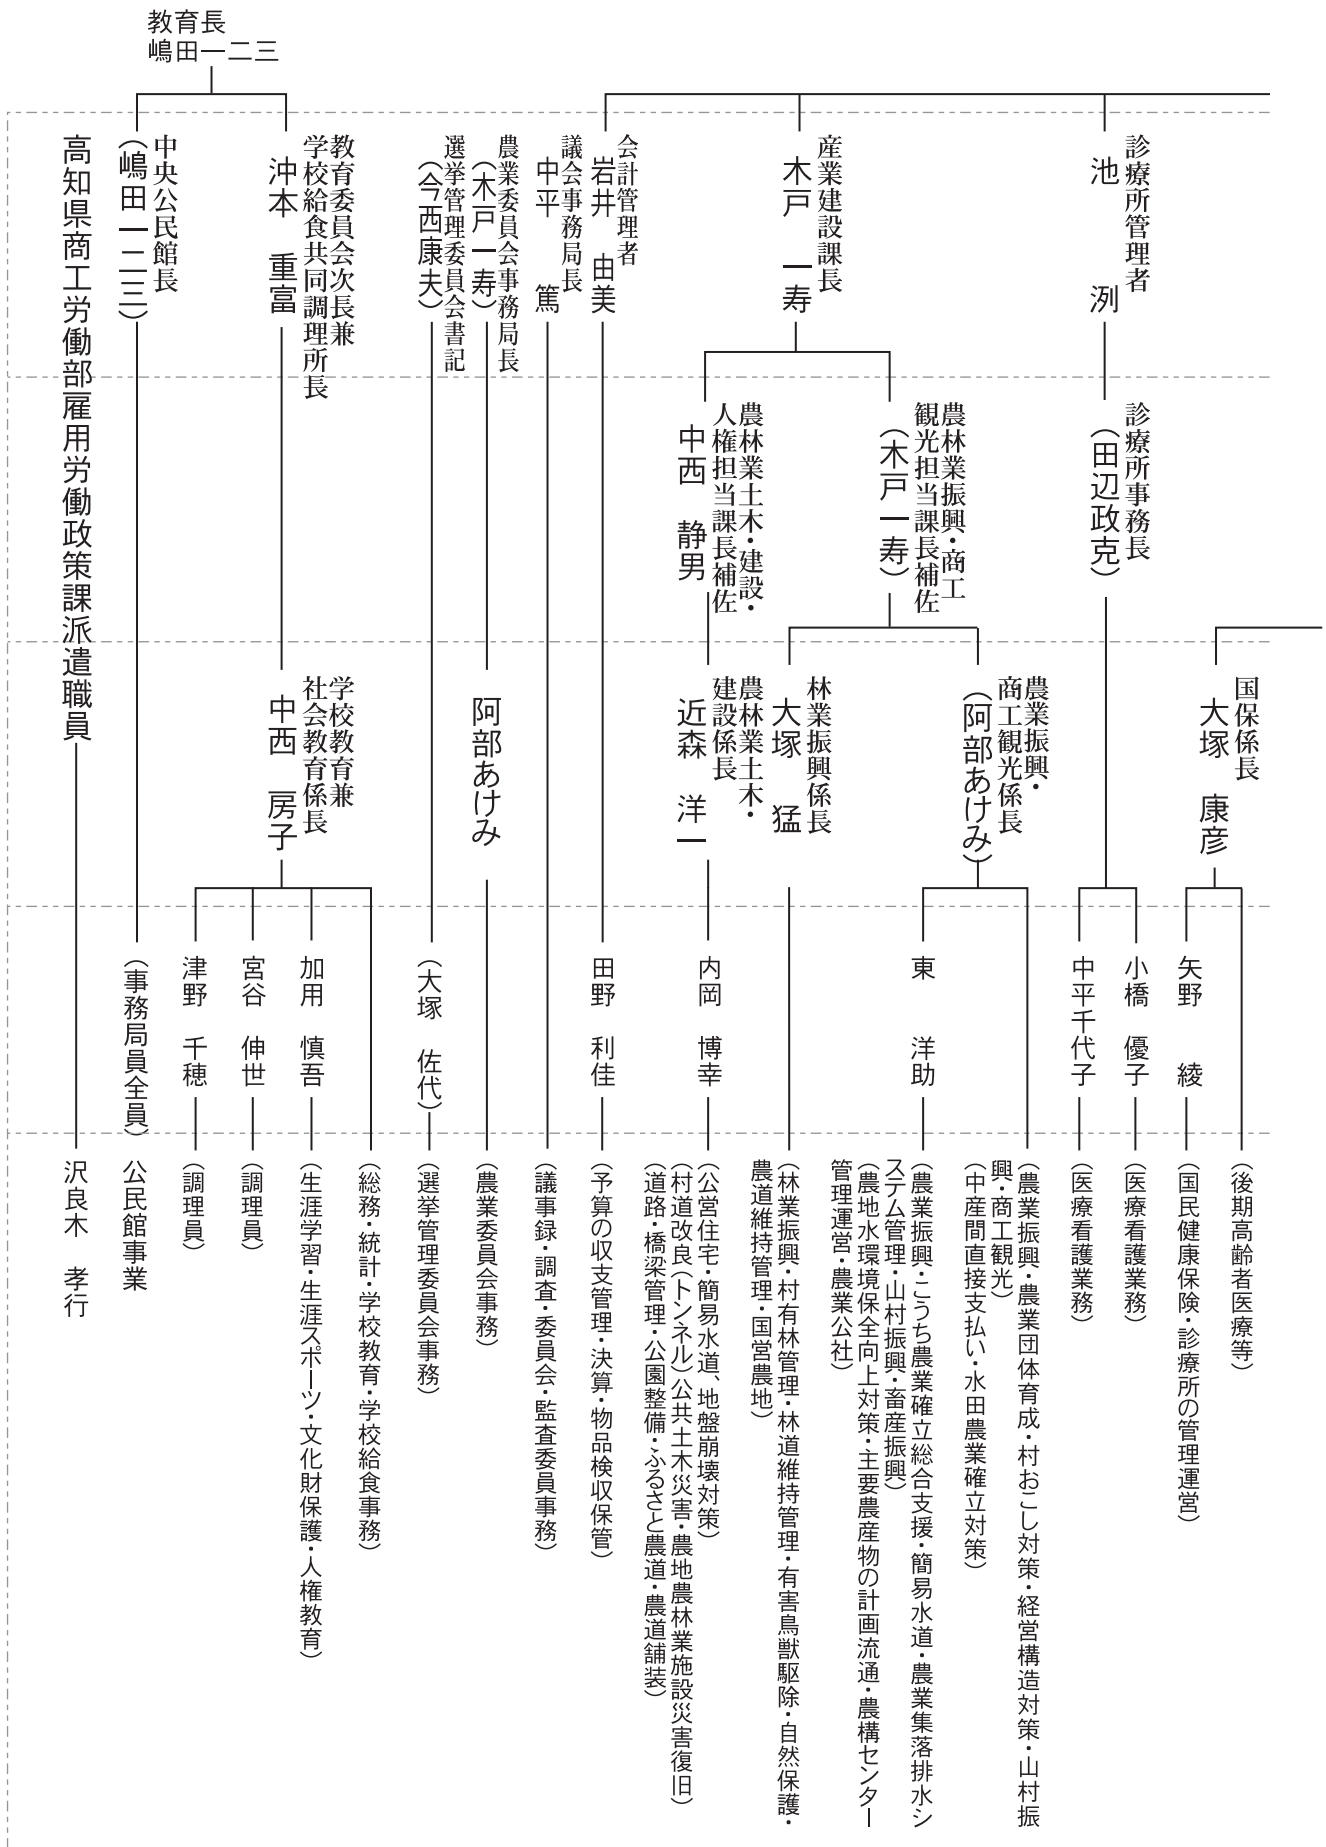 教育長
嶋田一二三
診療所管理者
池　洌
産業建設課長
木戸　一寿
会計管理者
岩井　由美
議会事務局長
中平　篤
農業委員会事務局長
（木戸一寿）
選挙管理委員会書記
（今西康夫）
教育委員会次長兼
学校給食共同調理所長
沖本　重富
中央公民館長
（嶋田一二三）
高知県商工労働部雇用労働政策課派遣職員
診療所事務長
（田辺政克）
農林業振興・商工
観光担当課長補佐
（木戸一寿）
農林業土木・建設・
人権担当課長補佐
中西　静男
国保係長
大塚　康彦
農業振興・
商工観光係長
（阿部あけみ）
林業振興係長
大塚　猛
農林業土木・
建設係長
近森　洋一
阿部あけみ
学校教育兼
社会教育係長
中西　房子
矢野　綾
小橋　優子
中平千代子
東　洋助
内岡　博幸
田野　利佳
（大塚　佐代）
加用　慎吾
宮谷　伸世
津野　千穂
（事務局員全員）
（後期高齢者医療等）
（国民健康保険・診療所の管理運営）
（医療看護業務）
（医療看護業務）
（農業振興・農業団体育成・村おこし対策・経営構造対策・山村振
興・商工観光）
（中産間直接支払い・水田農業確立対策）
（農業振興・こうち農業確立総合支援・簡易水道・農業集落排水シ
ステム管理・山村振興・畜産振興）
（農地水環境保全向上対策・主要農産物の計画流通・農構センター
管理運営・農業公社）
（林業振興・村有林管理・林道維持管理・有害鳥獣駆除・自然保護・
農道維持管理・国営農地）
（公営住宅・簡易水道、地盤崩壊対策）
（村道改良（トンネル）公共土木災害・農地農林業施設災害復旧）
（道路・橋梁管理・公園整備・ふるさと農道・農道舗装）
（予算の収支管理・決算・物品検収保管）
（議事録・調査・委員会・監査委員事務）
（農業委員会事務）
（選挙管理委員会事務）
（総務・統計・学校教育・学校給食事務）
（生涯学習・生涯スポーツ・文化財保護・人権教育）
（調理員）
（調理員）
公民館事業
沢良木　孝行